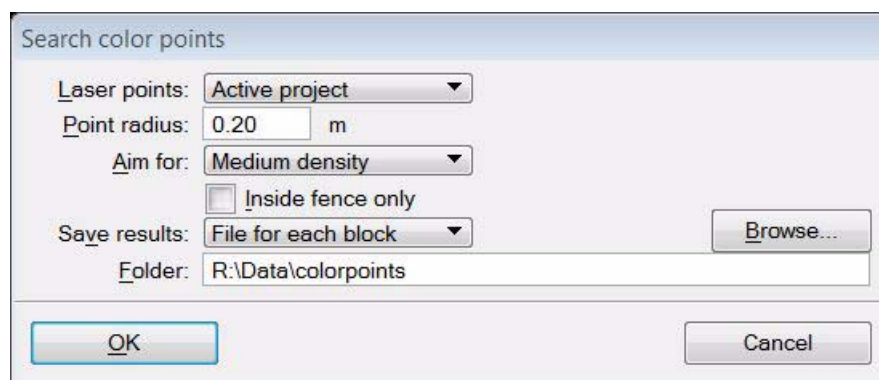 Search color points
Laser points: Active project
Point radius: 0.20 m
Aim for: Medium density
Inside fence only
Save results: File for each block
Browse...
Folder: R:\Data\colorpoints
OK Cancel